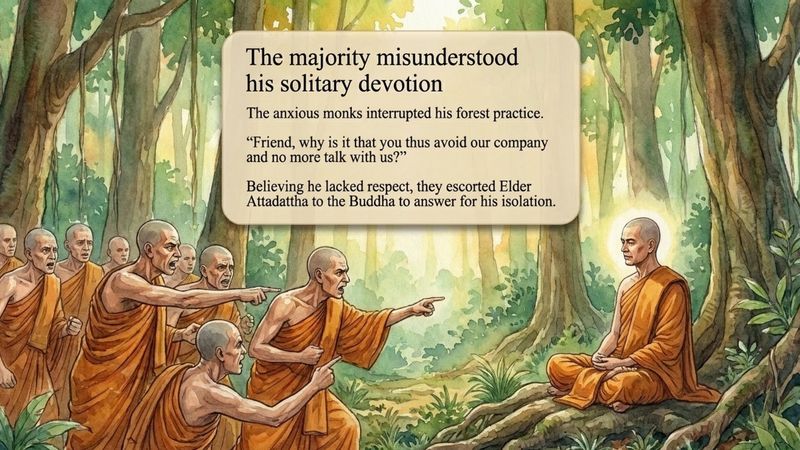 The majority misunderstood
his solitary devotion
The anxious monks interrupted his forest practice.
“Friend, why is it that you thus avoid our company
and no more talk with us?”
Believing he lacked respect, they escorted Elder
Attadattha to the Buddha to answer for his isolation.